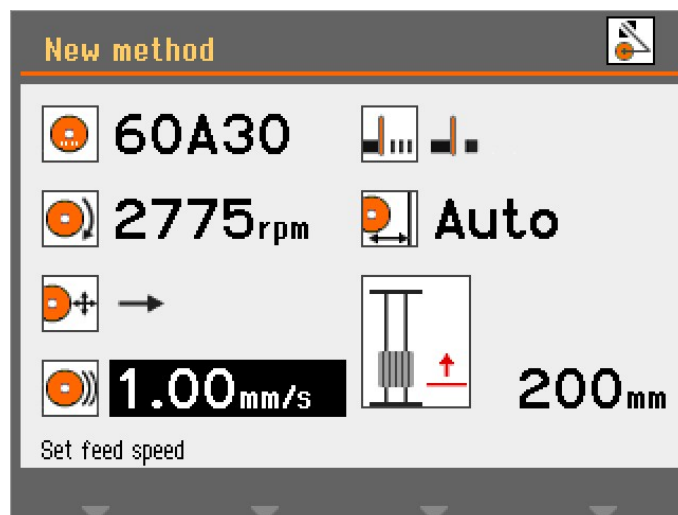 New method
60A30
2775rpm
Auto
1.00mm/s
200mm
Set feed speed